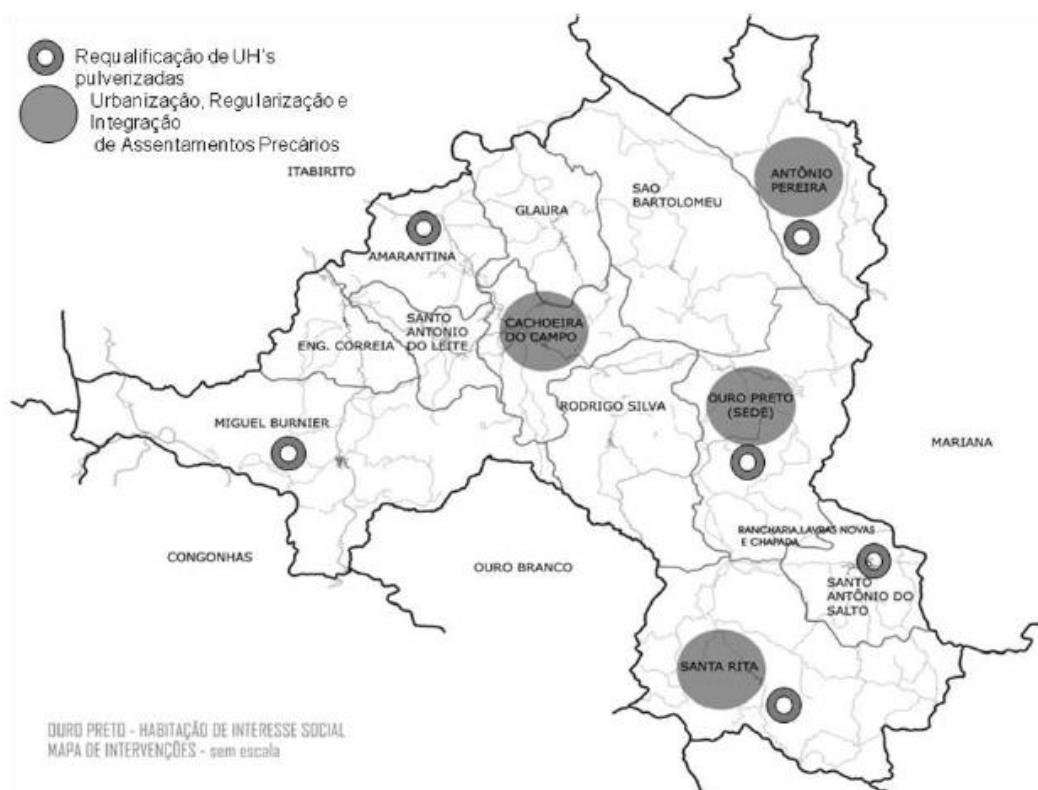 Requalificação de UH's
pulverizadas
Urbanização, Regularização e
Integração
de Assentamentos Precários
ITABIRITO
ANTÔNIO
PEREIRA
SAO
BARTOLOMEU
GLAURA
AMARANTINA
SANTO
ANTONIO
DO LEITE
CACHOEIRA
DO CAMPO
ENG. CORREIA
OURO PRETO
(SEDE)
RODRIGO SILVA
MIGUEL BURNIER
MARIANA
RANCHARIA,LAVRAS NOVAS
E CHAPADA
CONGONHAS
OURO BRANCO
SANTO
ANTÔNIO DO
SALTO
SANTA RITA
OURO PRETO - HABITAÇÃO DE INTERESSE SOCIAL
MAPA DE INTERVENÇÕES - sem escala